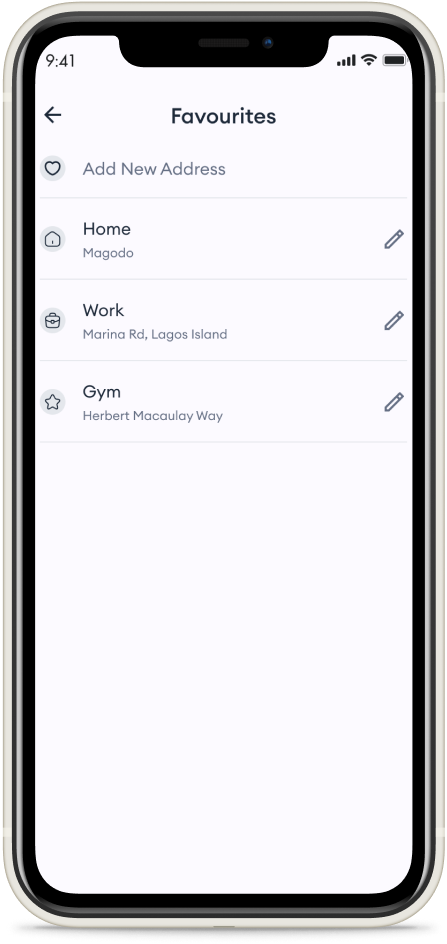 9:41
Favourites
Add New Address
Home
Magodo
Work
Marina Rd, Lagos Island
Gym
Herbert Macaulay Way